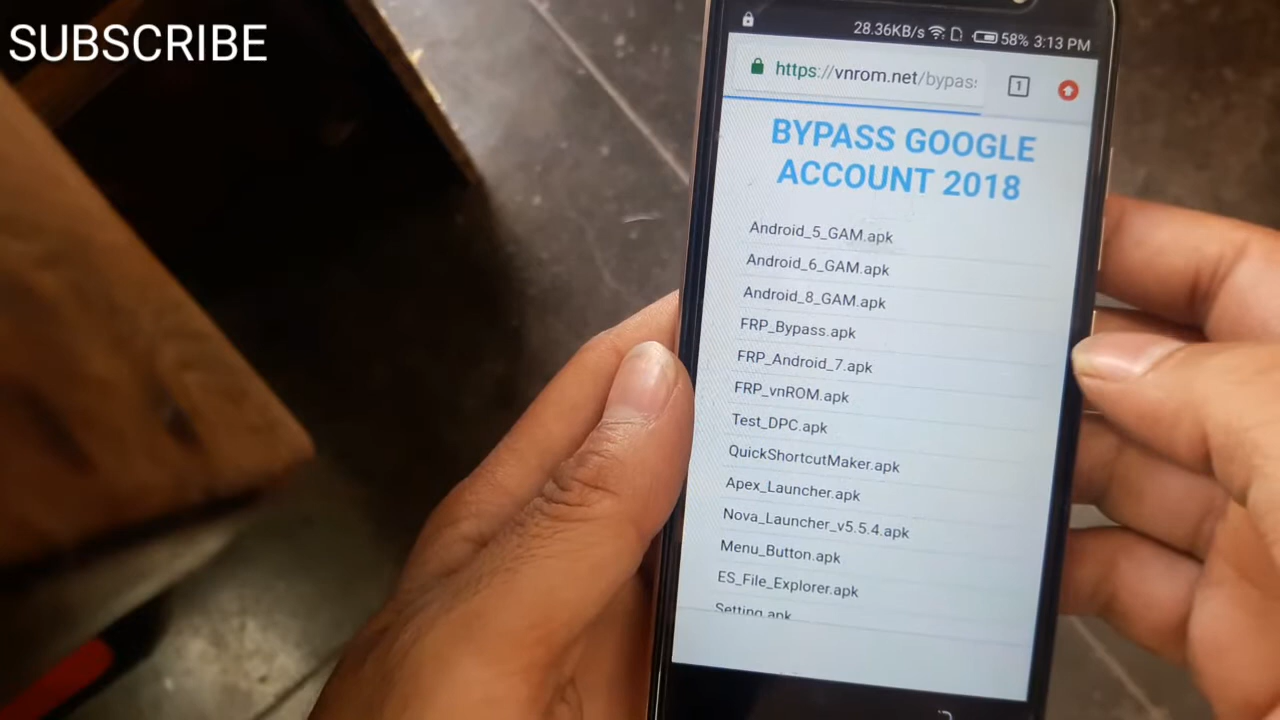 SUBSCRIBE
28.36KB/s 58% 3:13 PM
https://vnrom.net/bypas
1
BYPASS GOOGLE
ACCOUNT 2018
Android_5_GAM.apk
Android_6_GAM.apk
Android_8_GAM.apk
FRP_Bypass.apk
FRP_Android_7.apk
FRP_vnROM.apk
Test_DPC.apk
QuickShortcutMaker.apk
Apex_Launcher.apk
Nova_Launcher_v5.5.4.apk
Menu_Button.apk
ES_File_Explorer.apk
Setting.apk